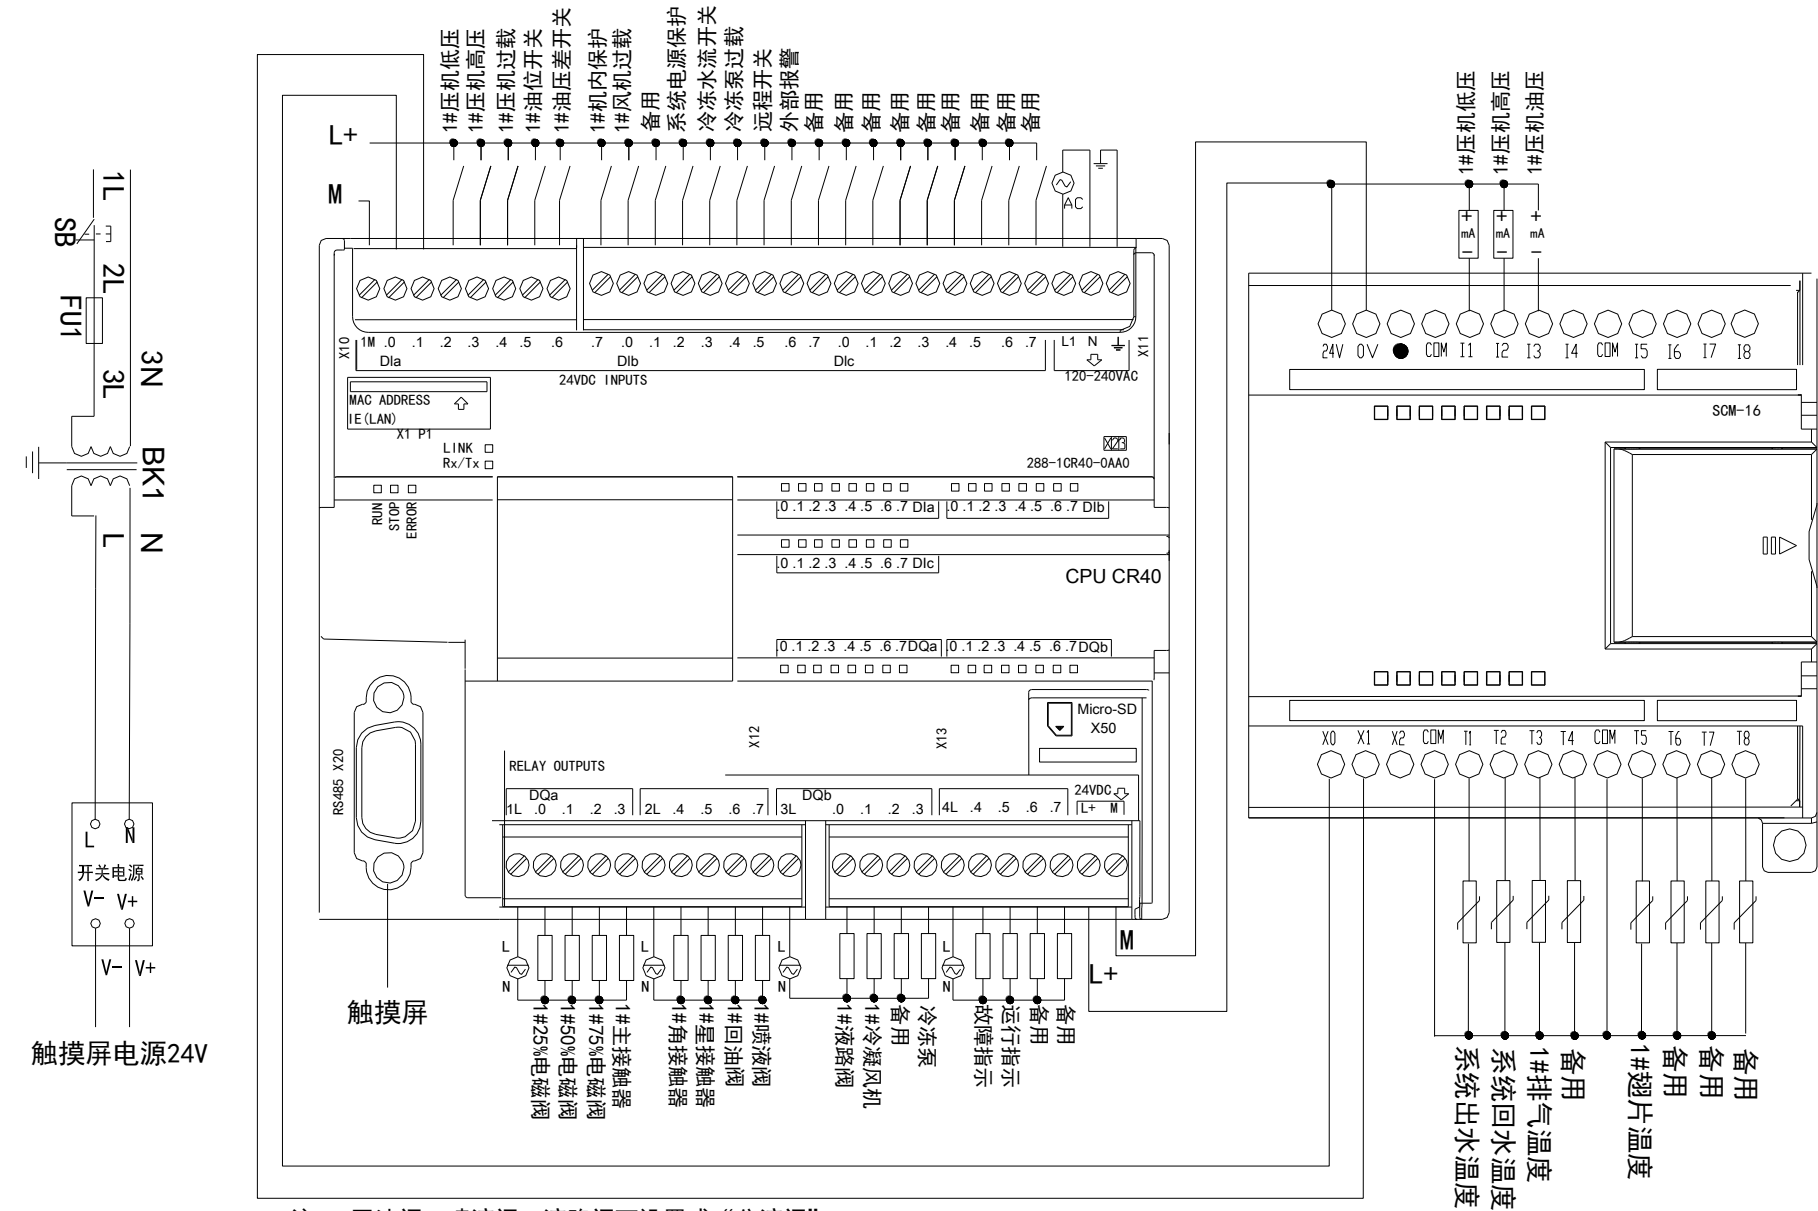 1#压机低压
1#压机高压
1#压机过载
1#油位开关
1#油压差开关
1#机内保护
1#风机过载
备用
系统电源保护
冷冻水流开关
冷冻泵过载
远程开关
外部报警
备用
备用
备用
备用
备用
备用
备用
备用
备用
L+
M
AC
1L
SB
2L
FU1
3L
3N
BK1
L
N
L N
开关电源
V- V+
V- V+
触摸屏电源24V
X10
1M .0 .1 .2 .3 .4 .5 .6 .7 .0 .1 .2 .3 .4 .5 .6 .7 .0 .1 .2 .3 .4 .5 .6 .7 L1 N
X11
DIa DIb DIc
24VDC INPUTS
120-240VAC
MAC ADDRESS
IE(LAN)
X1 P1
LINK
Rx/Tx
X23
288-1CR40-0AA0
RUN
STOP
ERROR
.0 .1 .2 .3 .4 .5 .6 .7 DIa
.0 .1 .2 .3 .4 .5 .6 .7 DIb
.0 .1 .2 .3 .4 .5 .6 .7 DIc
CPU CR40
.0 .1 .2 .3 .4 .5 .6 .7 DQa
.0 .1 .2 .3 .4 .5 .6 .7 DQb
RS485 X20
X12
X13
Micro-SD
X50
RELAY OUTPUTS
DQa DQb 24VDC
1L .0 .1 .2 .3 2L .4 .5 .6 .7 3L .0 .1 .2 .3 4L .4 .5 .6 .7 L+ M
L L L
N N N
M
L+
触摸屏
1#25%电磁阀
1#50%电磁阀
1#75%电磁阀
1#主接触器
1#角接触器
1#星接触器
1#回油阀
1#喷液阀
1#液路阀
1#冷凝风机
备用
冷冻泵
故障指示
运行指示
备用
备用
1#压机低压
1#压机高压
1#压机油压
+ + +
mA mA mA
- - -
24V 0V ● COM I1 I2 I3 I4 COM I5 I6 I7 I8
SCM-16
X0 X1 X2 COM T1 T2 T3 T4 COM T5 T6 T7 T8
系统出水温度
系统回水温度
1#排气温度
备用
1#翅片温度
备用
备用
备用